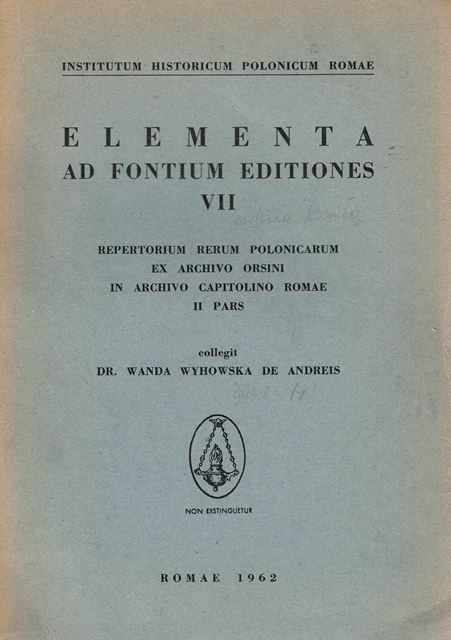 INSTITUTUM HISTORICUM POLONICUM ROMAE
ELEMENTA
AD FONTIUM EDITIONES
VII
REPERTORIUM RERUM POLONICARUM
EX ARCHIVO ORSINI
IN ARCHIVO CAPITOLINO ROMAE
II PARS
collegit
DR. WANDA WYHOWSKA DE ANDREIS
NON EXSTINGUETUR
ROMAE 1962